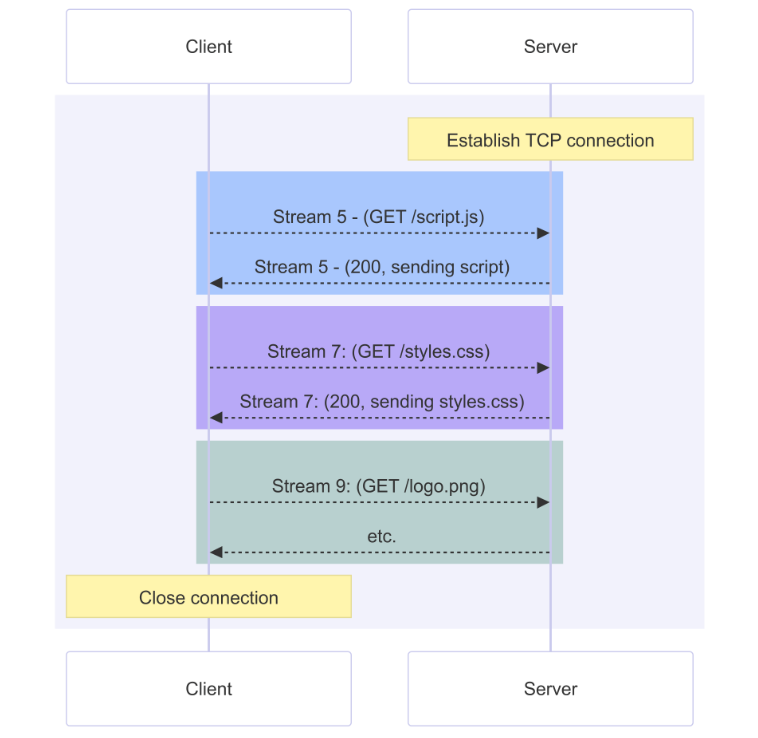 Client
Server
Establish TCP connection
Stream 5 - (GET /script.js)
Stream 5 - (200, sending script)
Stream 7: (GET /styles.css)
Stream 7: (200, sending styles.css)
Stream 9: (GET /logo.png)
etc.
Close connection
Client
Server